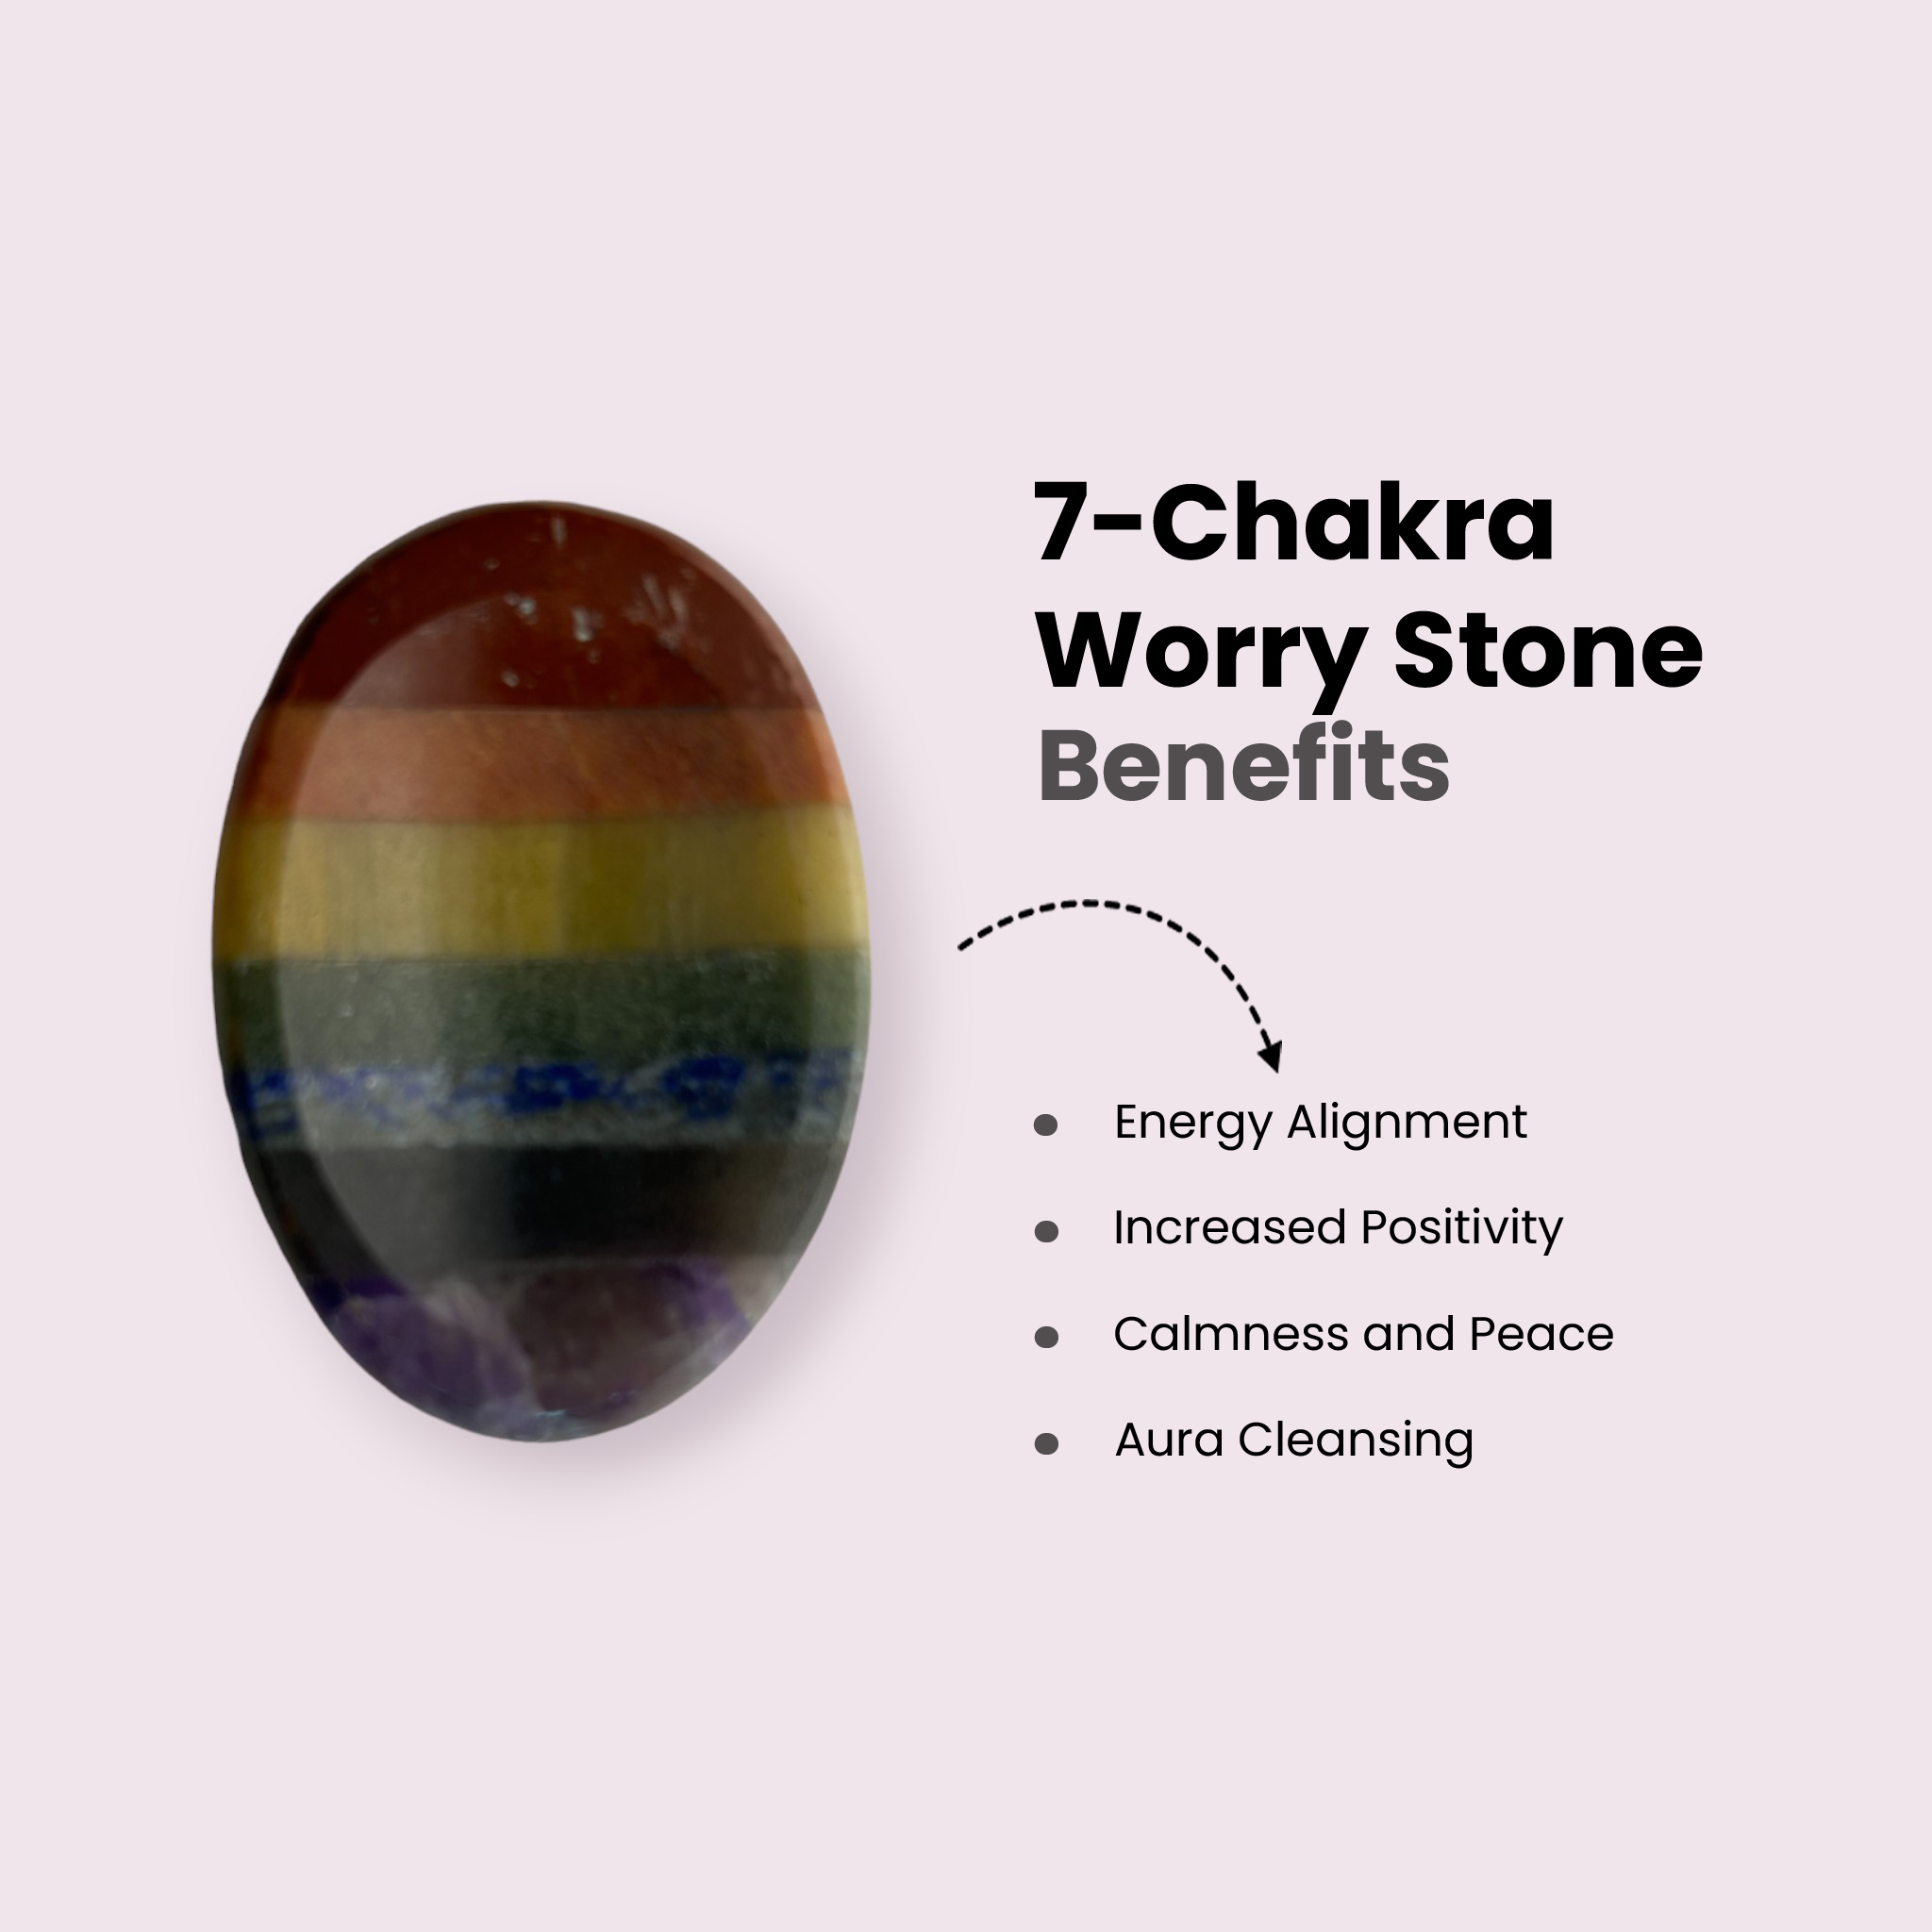 7-Chakra
Worry Stone
Benefits
Energy Alignment
Increased Positivity
Calmness and Peace
Aura Cleansing